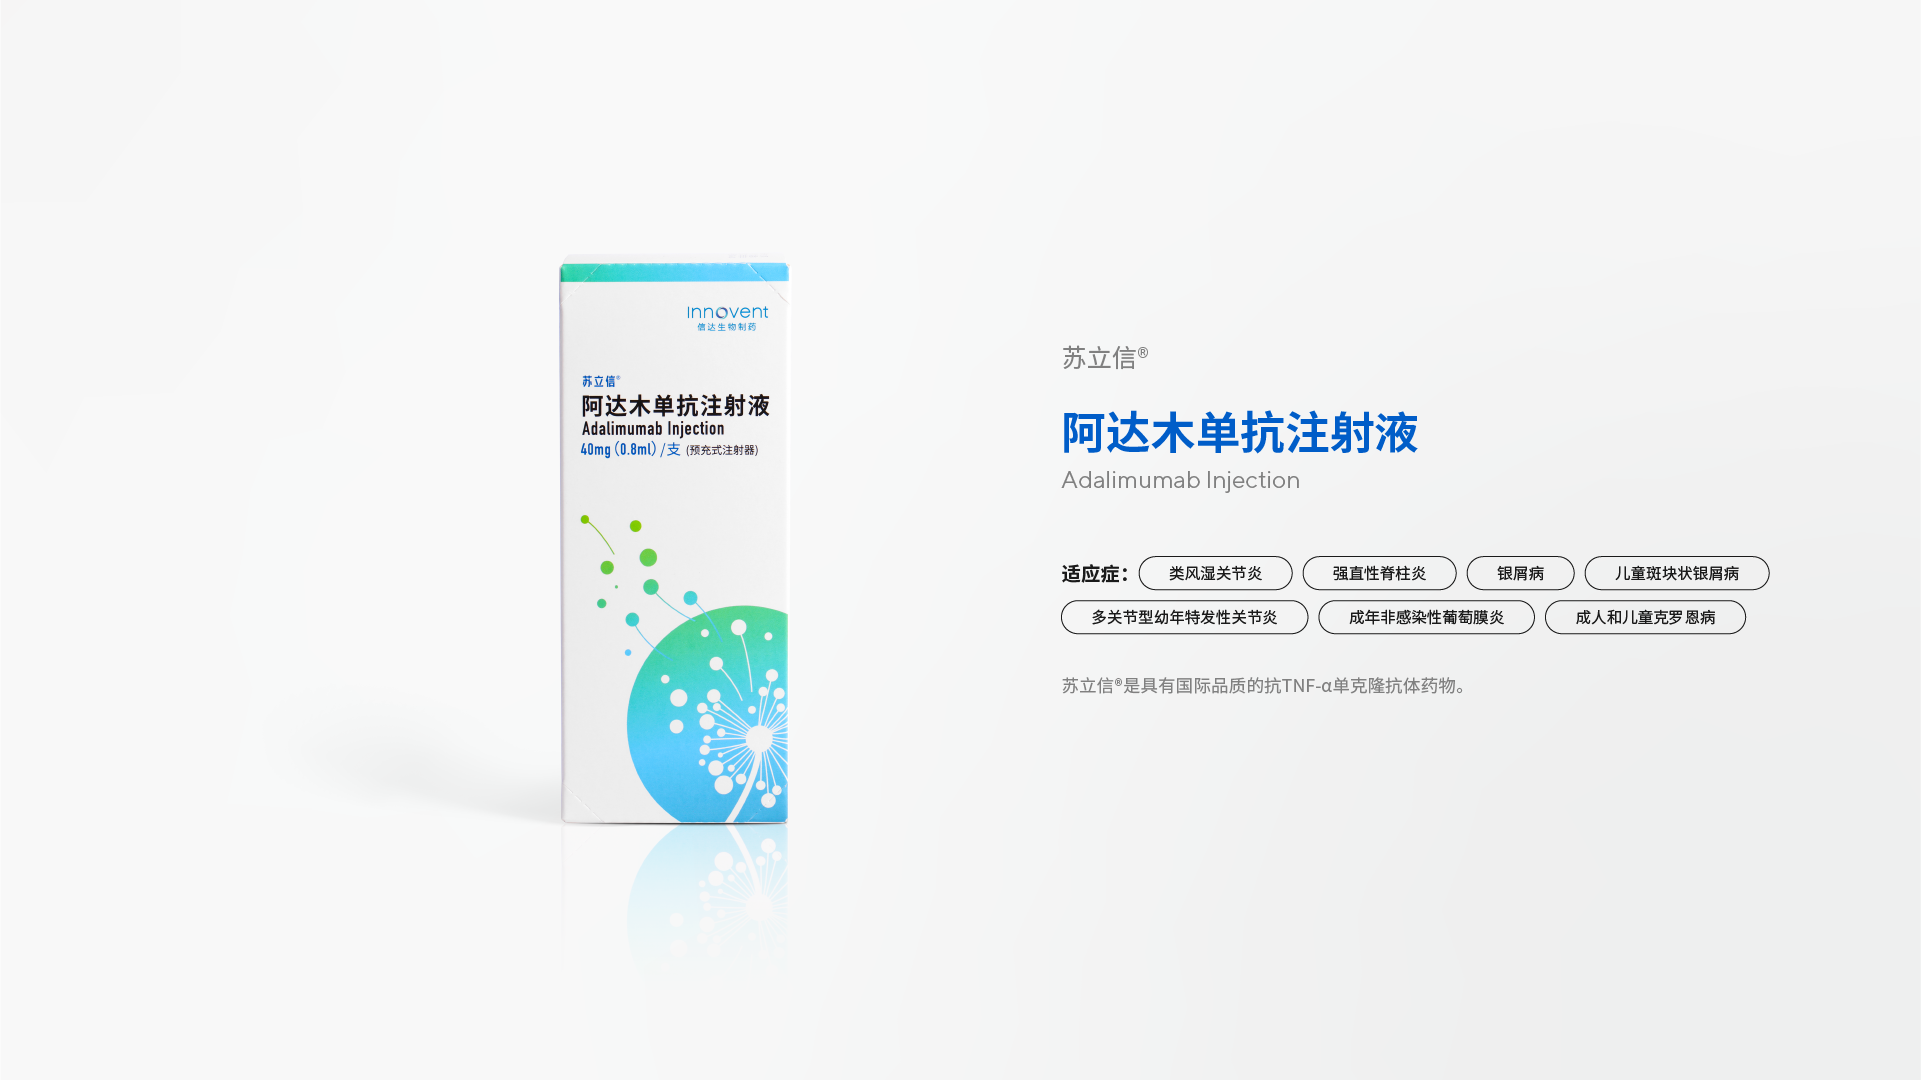 Innovent
信达生物制药
苏立信®
阿达木单抗注射液
Adalimumab Injection
40mg（0.8ml）/支 (预充式注射器)
苏立信®
阿达木单抗注射液
Adalimumab Injection
适应症： 类风湿关节炎 强直性脊柱炎 银屑病 儿童斑块状银屑病
多关节型幼年特发性关节炎 成年非感染性葡萄膜炎 成人和儿童克罗恩病
苏立信®是具有国际品质的抗TNF-α单克隆抗体药物。